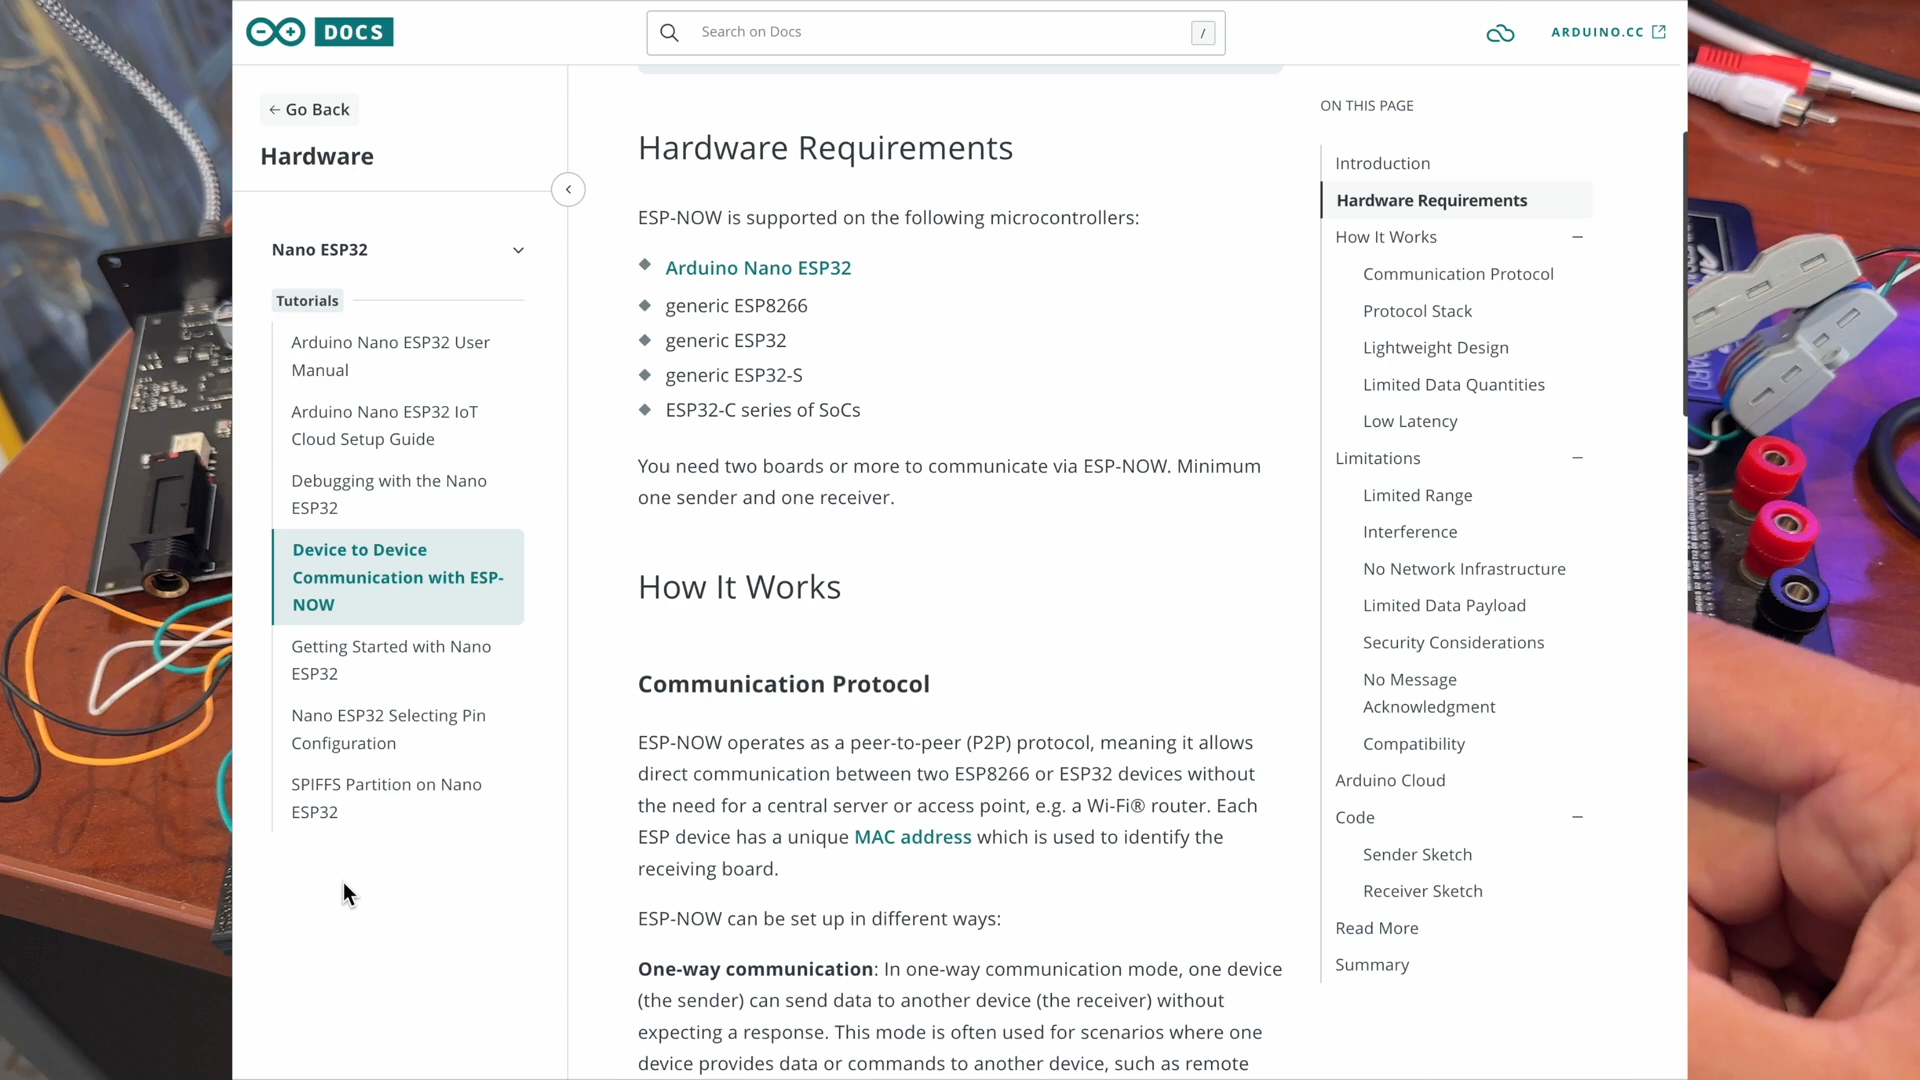 DOCS
Search on Docs
/
ARDUINO.CC
← Go Back
Hardware
Nano ESP32
Tutorials
Arduino Nano ESP32 User
Manual
Arduino Nano ESP32 IoT
Cloud Setup Guide
Debugging with the Nano
ESP32
Device to Device
Communication with ESP-
NOW
Getting Started with Nano
ESP32
Nano ESP32 Selecting Pin
Configuration
SPIFFS Partition on Nano
ESP32
Hardware Requirements
ESP-NOW is supported on the following microcontrollers:
Arduino Nano ESP32
generic ESP8266
generic ESP32
generic ESP32-S
ESP32-C series of SoCs
You need two boards or more to communicate via ESP-NOW. Minimum
one sender and one receiver.
How It Works
Communication Protocol
ESP-NOW operates as a peer-to-peer (P2P) protocol, meaning it allows
direct communication between two ESP8266 or ESP32 devices without
the need for a central server or access point, e.g. a Wi-Fi® router. Each
ESP device has a unique MAC address which is used to identify the
receiving board.
ESP-NOW can be set up in different ways:
One-way communication: In one-way communication mode, one device
(the sender) can send data to another device (the receiver) without
expecting a response. This mode is often used for scenarios where one
device provides data or commands to another device, such as remote
ON THIS PAGE
Introduction
Hardware Requirements
How It Works
Communication Protocol
Protocol Stack
Lightweight Design
Limited Data Quantities
Low Latency
Limitations
Limited Range
Interference
No Network Infrastructure
Limited Data Payload
Security Considerations
No Message
Acknowledgment
Compatibility
Arduino Cloud
Code
Sender Sketch
Receiver Sketch
Read More
Summary